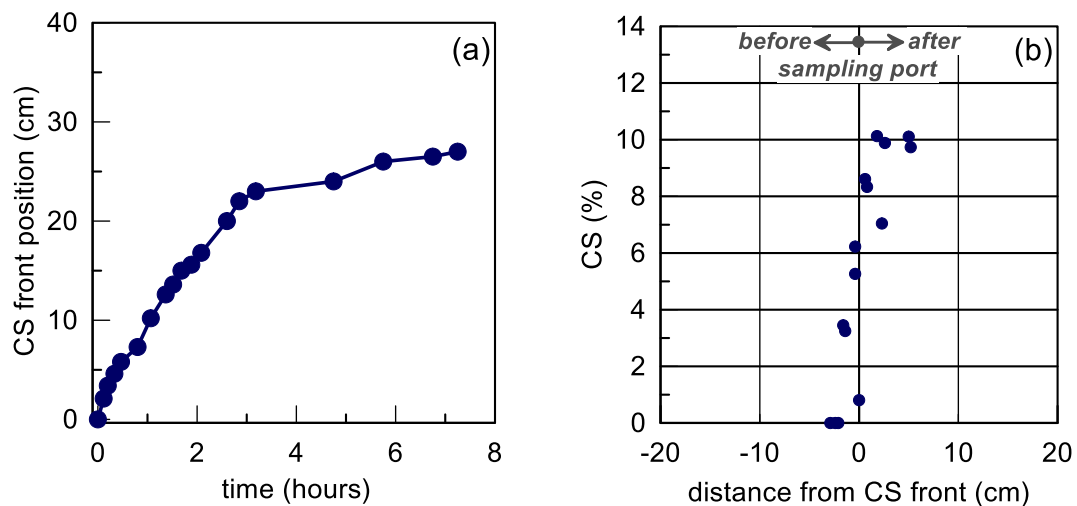 (a)
40
30
20
10
0
CS front position (cm)
0 2 4 6 8
time (hours)
(b)
before after
sampling port
14
12
10
8
6
4
2
0
CS (%)
-20 -10 0 10 20
distance from CS front (cm)